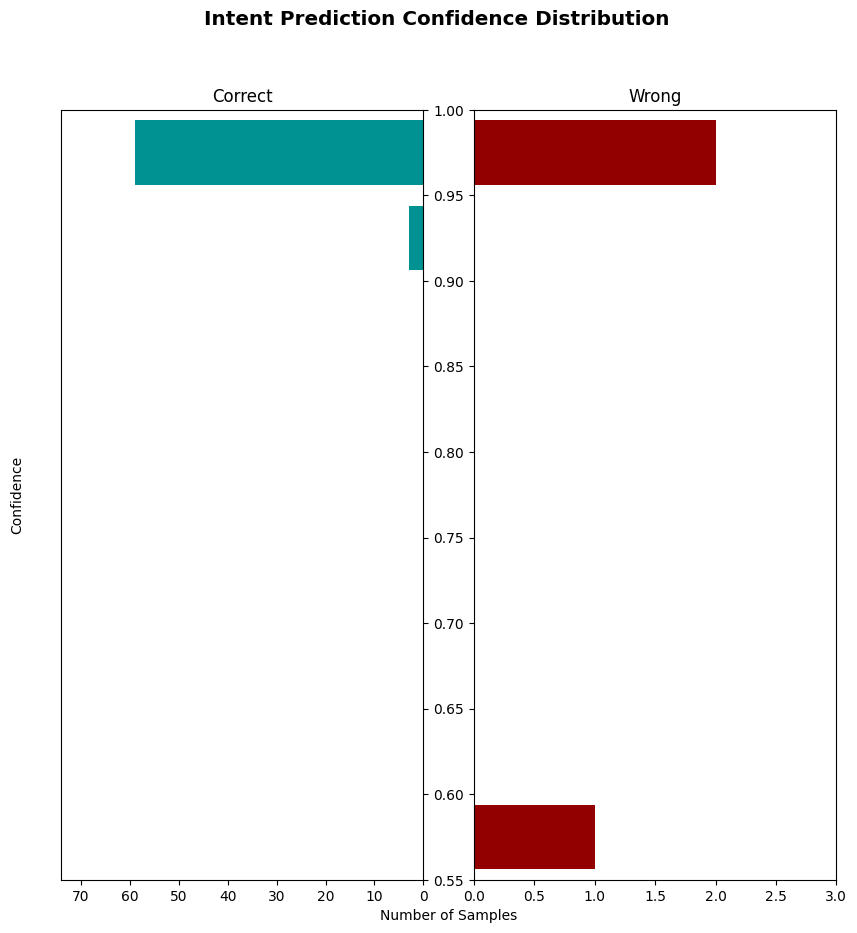 Intent Prediction Confidence Distribution
Correct
Wrong
1.00
0.95
0.90
0.85
0.80
0.75
0.70
0.65
0.60
0.55
Confidence
70 60 50 40 30 20 10 0
0.0 0.5 1.0 1.5 2.0 2.5 3.0
Number of Samples